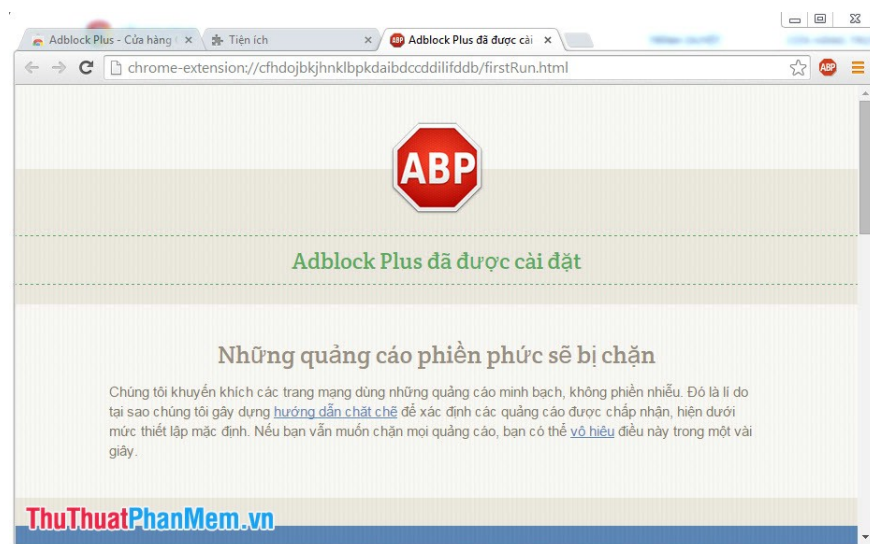 Adblock Plus - Cửa hàng
Tiện ích
Adblock Plus đã được cài
chrome-extension://cfhdojbkjhnklbpkdaibdccddilifddb/firstRun.html
ABP
ABP
Adblock Plus đã được cài đặt
Những quảng cáo phiền phức sẽ bị chặn
Chúng tôi khuyến khích các trang mạng dùng những quảng cáo minh bạch, không phiền nhiễu. Đó là lí do
tại sao chúng tôi gây dựng hướng dẫn chặt chẽ để xác định các quảng cáo được chấp nhận, hiện dưới
mức thiết lập mặc định. Nếu bạn vẫn muốn chặn mọi quảng cáo, bạn có thể vô hiệu điều này trong một vài
giây.
ThuThuatPhanMem.vn